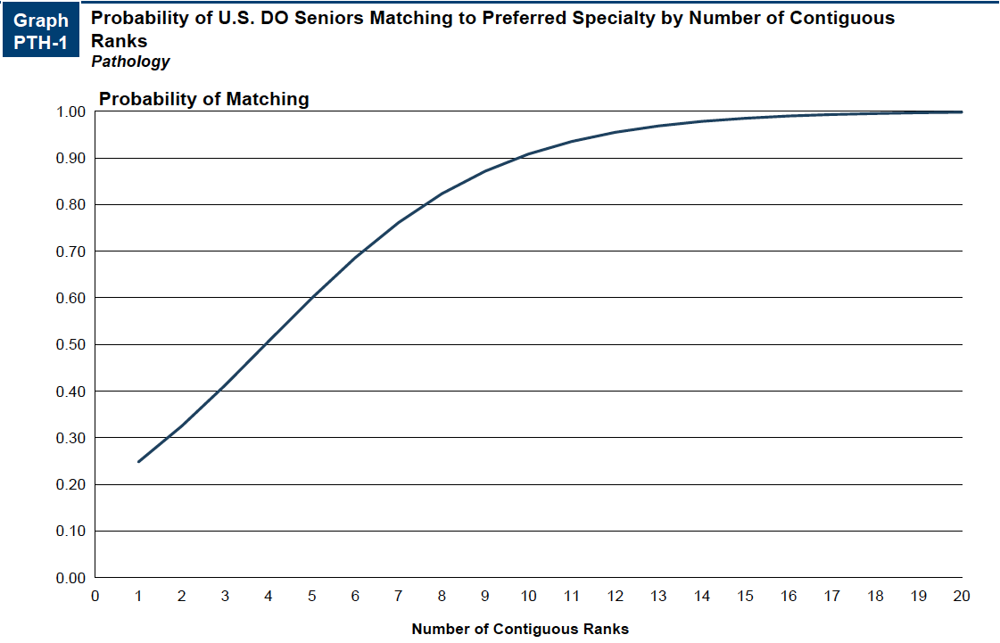 Graph
PTH-1
Probability of U.S. DO Seniors Matching to Preferred Specialty by Number of Contiguous
Ranks
Pathology
Probability of Matching
1.00
0.90
0.80
0.70
0.60
0.50
0.40
0.30
0.20
0.10
0.00
0 1 2 3 4 5 6 7 8 9 10 11 12 13 14 15 16 17 18 19 20
Number of Contiguous Ranks